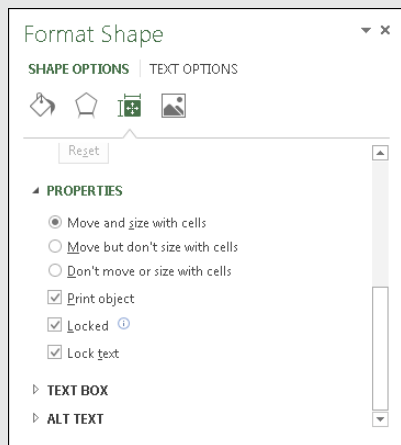 Format Shape
SHAPE OPTIONS TEXT OPTIONS
Reset
PROPERTIES
Move and size with cells
Move but don't size with cells
Don't move or size with cells
Print object
Locked
Lock text
TEXT BOX
ALT TEXT